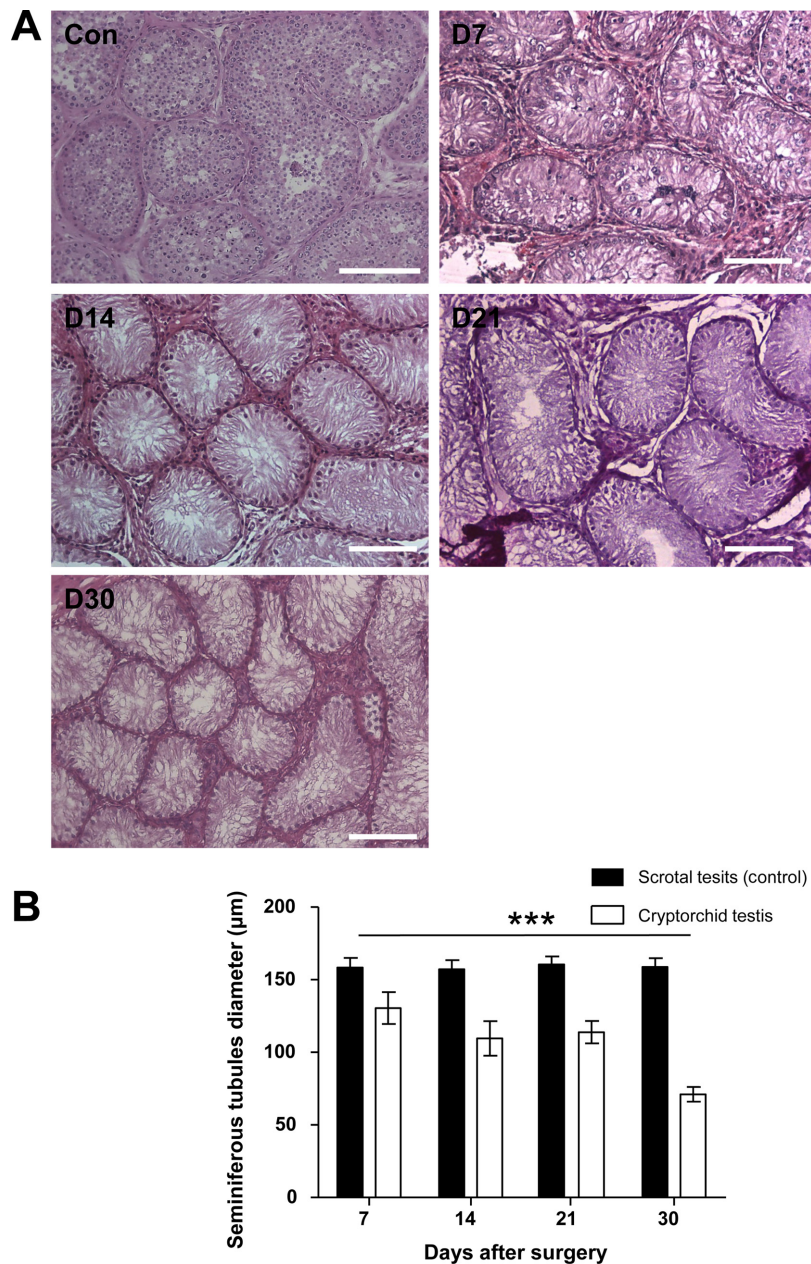 A
Con
D7
D14
D21
D30
B
Scrotal testits (control)
Cryptorchid testis
***
Seminiferous tubules diameter (µm)
200
150
100
50
0
7 14 21 30
Days after surgery